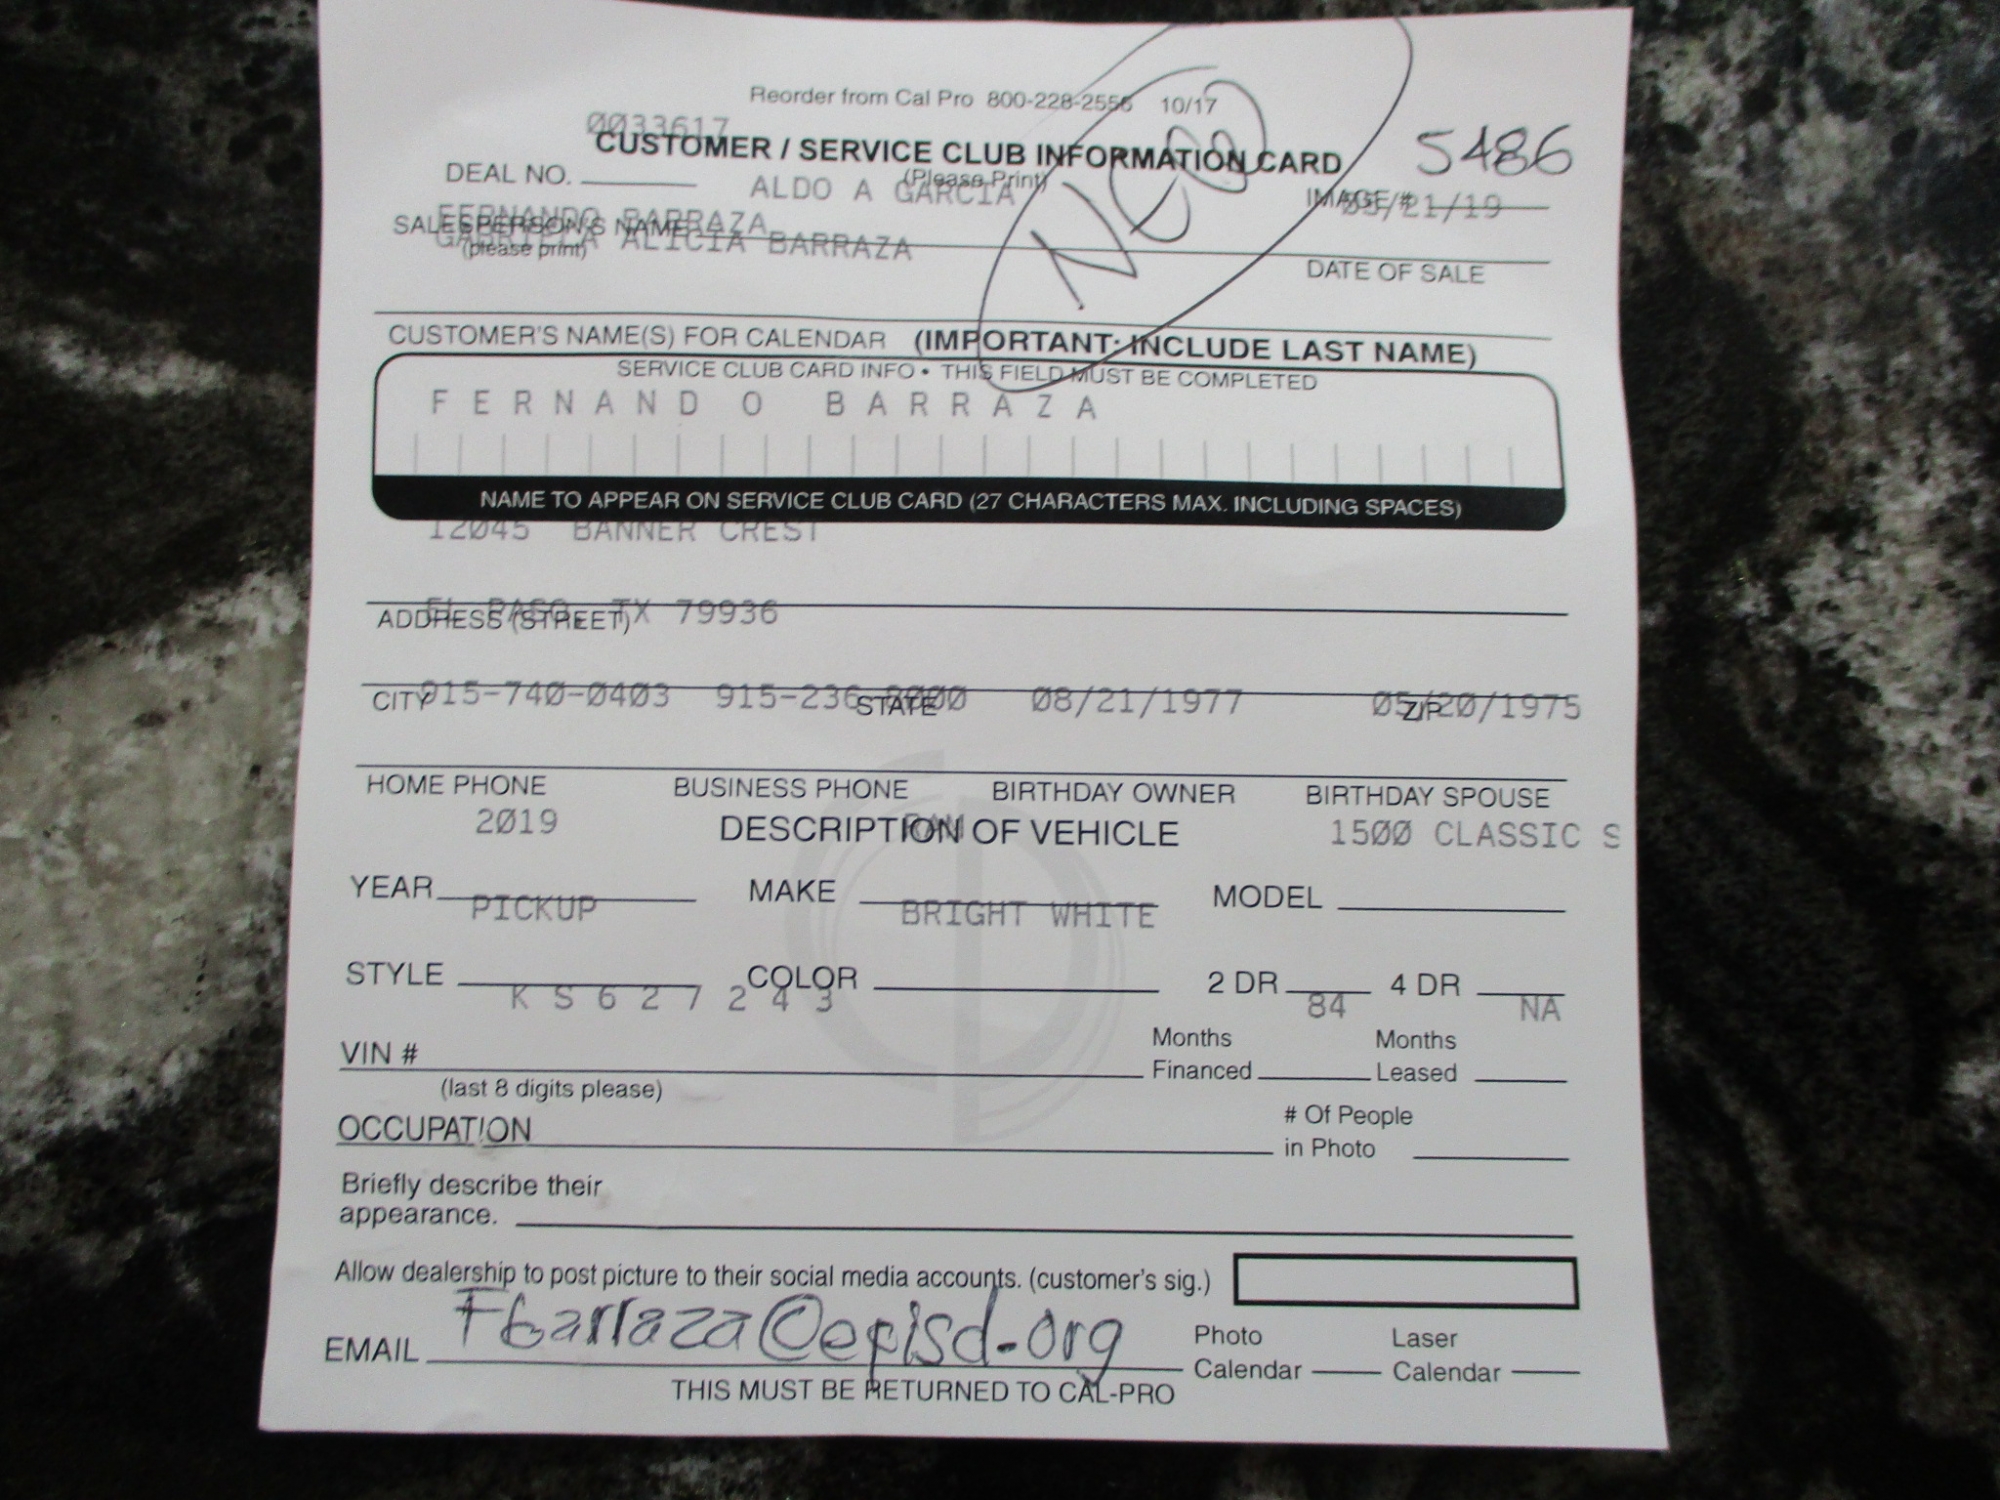 Reorder from Cal Pro 800-228-2556 10/17
0033617
CUSTOMER / SERVICE CLUB INFORMATION CARD
5486
(Please Print)
DEAL NO.
ALDO A GARCIA
IMAGE #
/21/19
FERNANDO BARRAZA
SALESPERSON'S NAME
ALICIA BARRAZA
(please print)
DATE OF SALE
CUSTOMER'S NAME(S) FOR CALENDAR (IMPORTANT: INCLUDE LAST NAME)
SERVICE CLUB CARD INFO • THIS FIELD MUST BE COMPLETED
FERNANDO BARRAZA
NAME TO APPEAR ON SERVICE CLUB CARD (27 CHARACTERS MAX. INCLUDING SPACES)
12045 BANNER CREST
EL PASO, TX 79936
ADDRESS (STREET)
915-740-0403 915-236- 08/21/1977 05/20/1975
CITY STATE ZIP
HOME PHONE BUSINESS PHONE BIRTHDAY OWNER BIRTHDAY SPOUSE
2019 RAM 1500 CLASSIC S
DESCRIPTION OF VEHICLE
YEAR MAKE MODEL
PICKUP BRIGHT WHITE
STYLE COLOR 2 DR 4 DR
KS627243 84 NA
VIN # Months Financed Months Leased
(last 8 digits please)
OCCUPATION # Of People in Photo
Briefly describe their
appearance.
Allow dealership to post picture to their social media accounts. (customer's sig.)
EMAIL Fbarraza@episd.org Photo Calendar Laser Calendar
THIS MUST BE RETURNED TO CAL-PRO